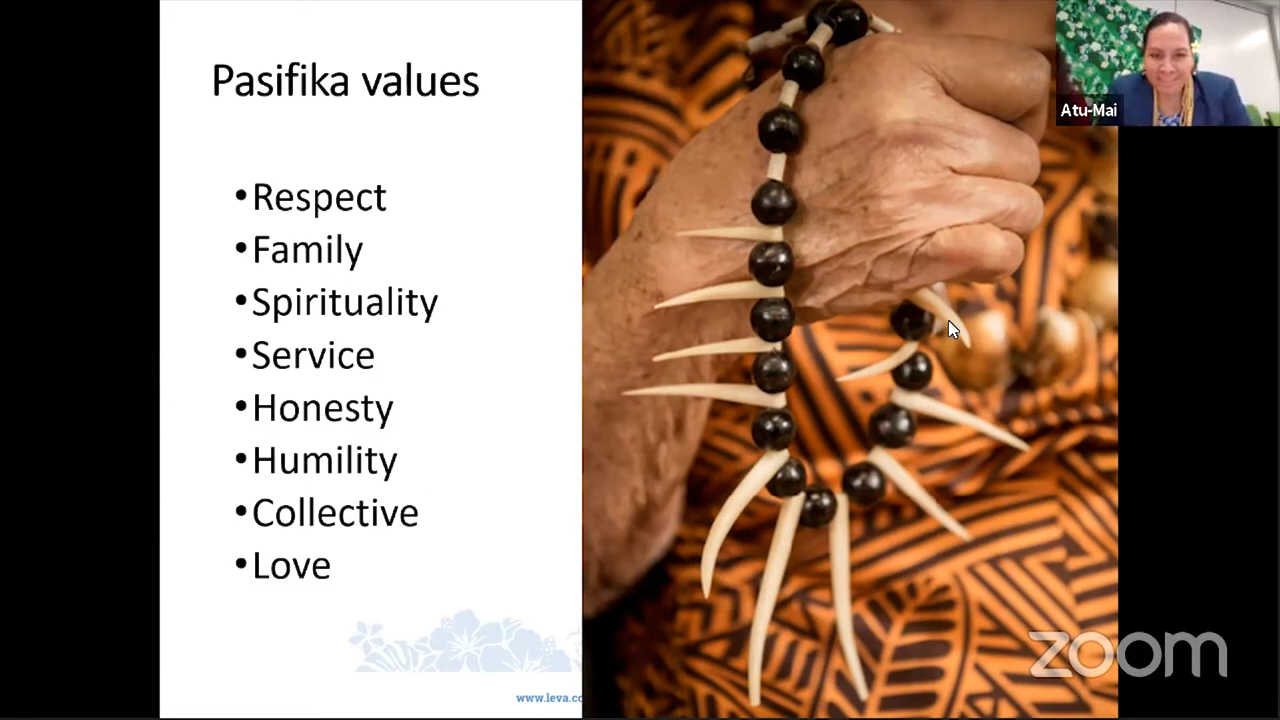 Pasifika values
•Respect
•Family
•Spirituality
•Service
•Honesty
•Humility
•Collective
•Love
Atu-Mai
zoom